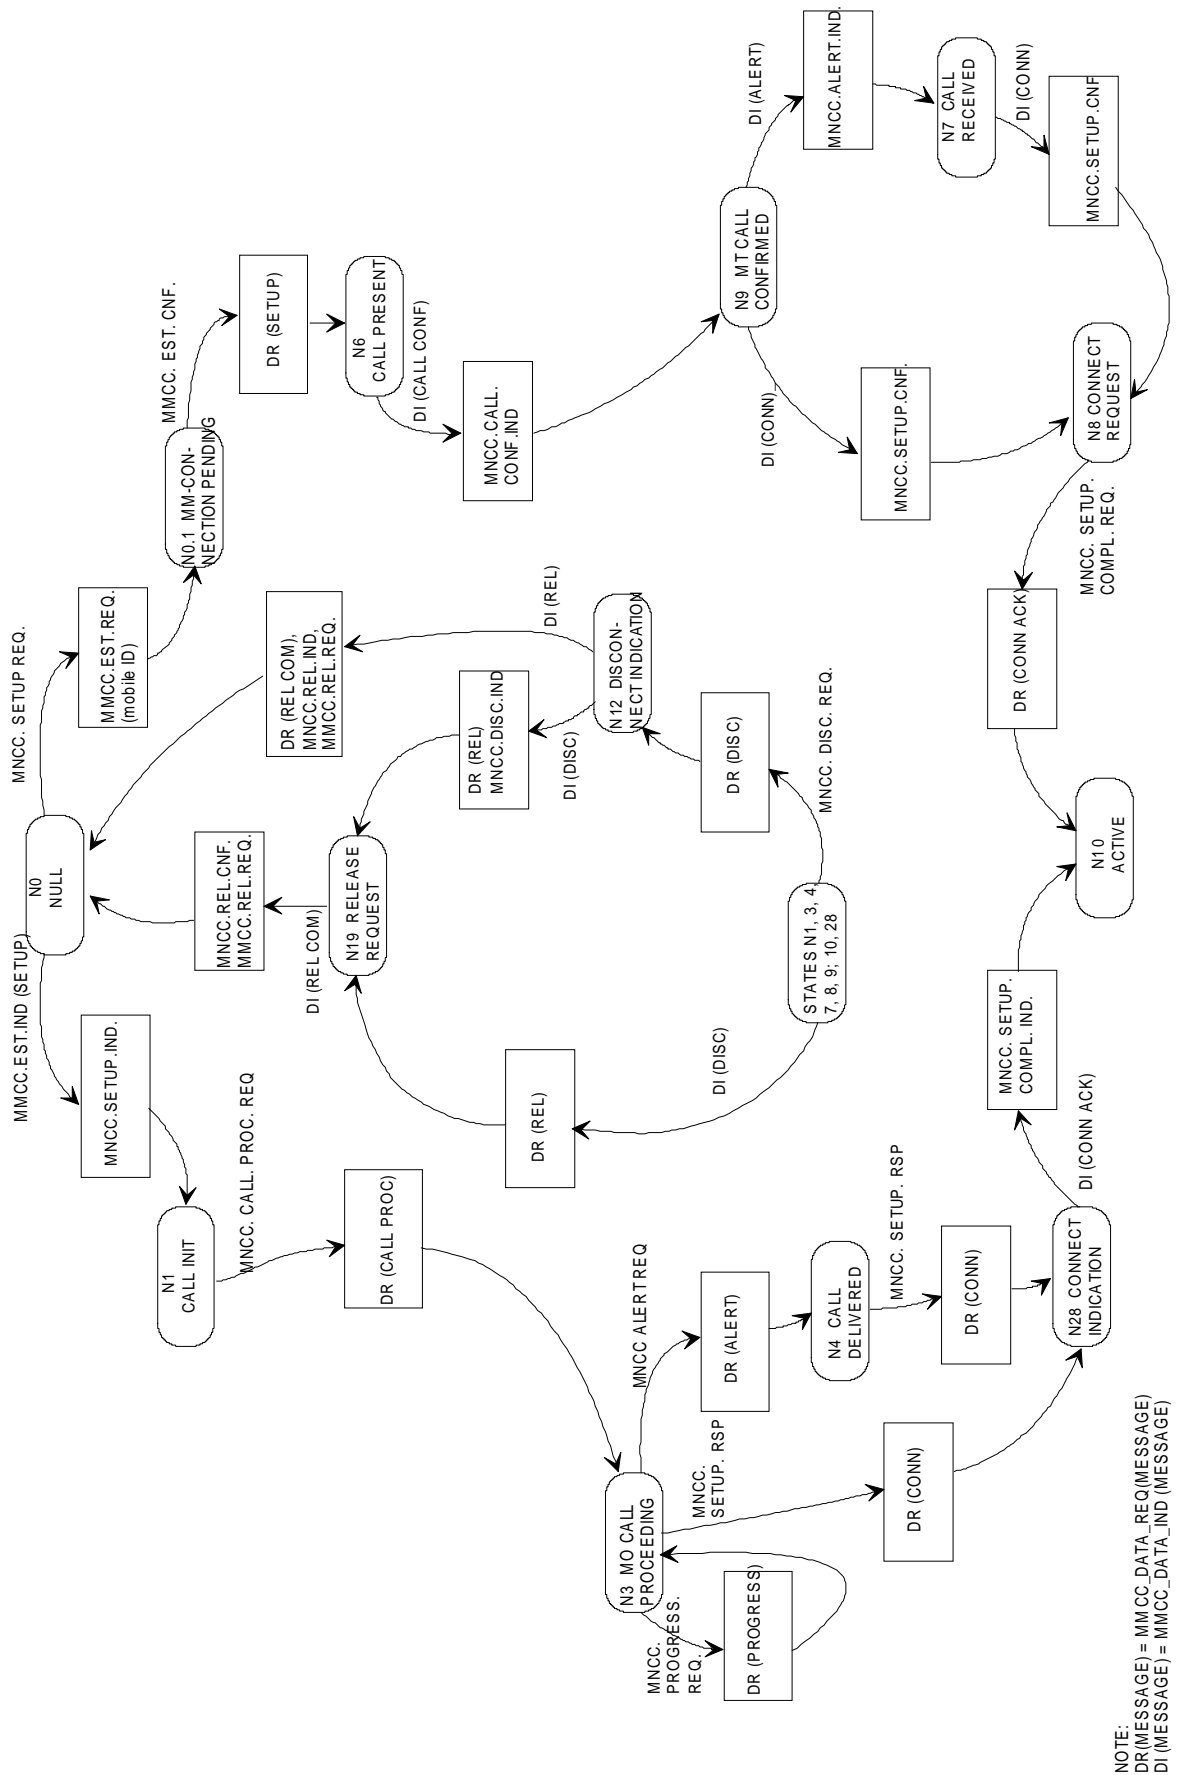 MMCC.EST.IND (SETUP)
N0
NULL
MNCC. SETUP REQ.
MNCC.SETUP.IND.
MMCC.EST.REQ.
(mobile ID)
N1
CALL INIT
MNCC. CALL. PROC. REQ
MNCC.REL.CNF.
MMCC.REL.REQ.
DR (REL COM),
MNCC.REL.IND,
MMCC.REL.REQ.
N0.1 MM-CON-
NECTION PENDING
MMCC. EST. CNF.
DR (SETUP)
DR (CALL PROC)
DI (REL COM)
N19 RELEASE
REQUEST
N6
CALL PRESENT
DI (CALL CONF)
DR (REL)
MNCC.DISC.IND
DI (REL)
MNCC.CALL.
CONF.IND
DR (REL)
DI (DISC)
N12 DISCON-
NECT INDICATION
N3 MO CALL
PROCEEDING
MNCC ALERT REQ
MNCC.
PROGRESS.
REQ.
MNCC.
SETUP. RSP
DR (ALERT)
DI (DISC)
DR (DISC)
N9 MT CALL
CONFIRMED
DI (ALERT)
DR (PROGRESS)
DI (CONN)
MNCC.ALERT.IND.
STATES N1, 3, 4,
7, 8, 9; 10, 28
MNCC. DISC. REQ.
N4 CALL
DELIVERED
MNCC. SETUP. RSP
MNCC.SETUP.CNF.
N7 CALL
RECEIVED
DR (CONN)
DR (CONN)
DI (CONN)
MNCC. SETUP.
COMPL. IND.
DR (CONN ACK)
MNCC.SETUP.CNF
N28 CONNECT
INDICATION
DI (CONN ACK)
N10
ACTIVE
MNCC. SETUP.
COMPL. REQ.
N8 CONNECT
REQUEST
NOTE:
DR(MESSAGE) = MMCC_DATA_REQ(MESSAGE)
DI (MESSAGE) = MMCC_DATA_IND (MESSAGE)